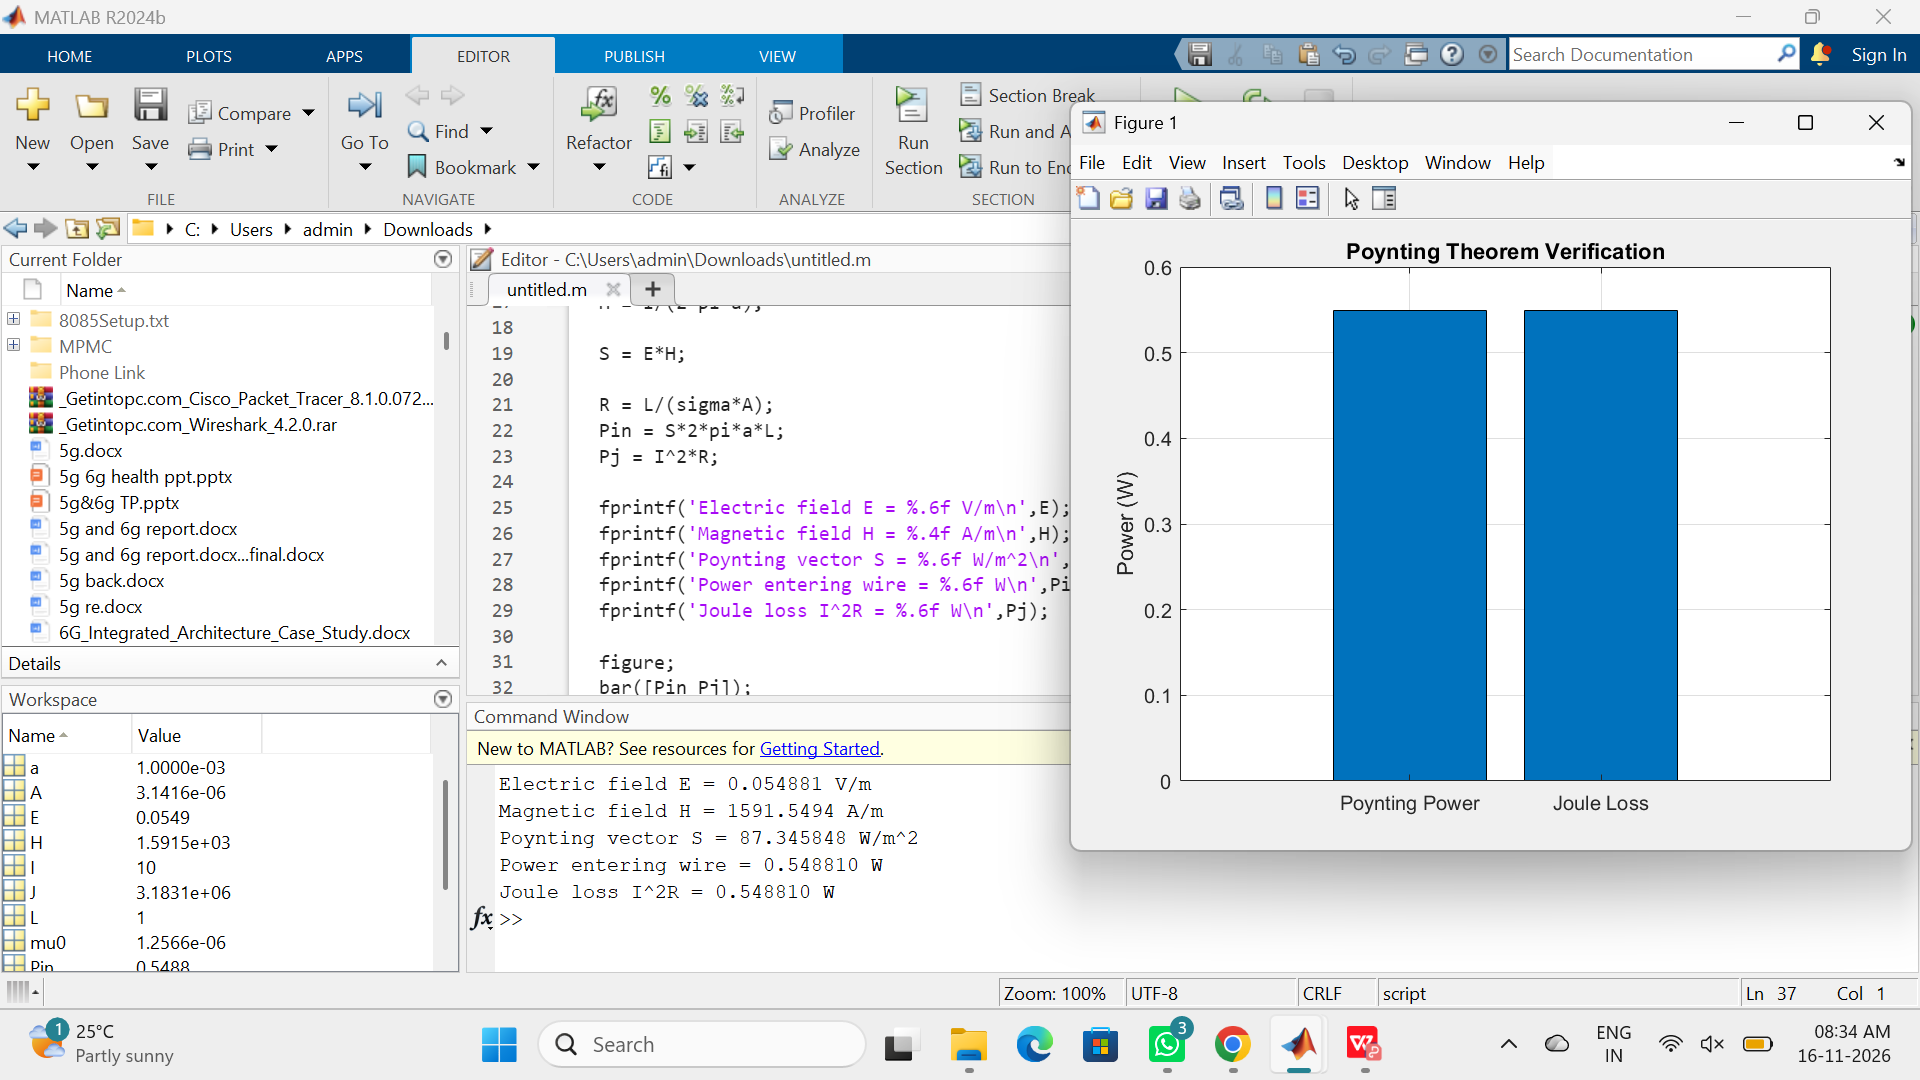 MATLAB R2024b
HOME PLOTS APPS EDITOR PUBLISH VIEW
Search Documentation
Sign In
New
Open
Save
Compare
Print
FILE
Go To
Find
Bookmark
NAVIGATE
Refactor
CODE
Profiler
Analyze
ANALYZE
Run
Section
Section Break
Run and A
Run to En
SECTION
C: Users admin Downloads
Current Folder
Name
8085Setup.txt
MPMC
Phone Link
_Getintopc.com_Cisco_Packet_Tracer_8.1.0.072...
_Getintopc.com_Wireshark_4.2.0.rar
5g.docx
5g 6g health ppt.pptx
5g&6g TP.pptx
5g and 6g report.docx
5g and 6g report.docx...final.docx
5g back.docx
5g re.docx
6G_Integrated_Architecture_Case_Study.docx
Details
Workspace
Name Value
a 1.0000e-03
A 3.1416e-06
E 0.0549
H 1.5915e+03
I 10
J 3.1831e+06
L 1
mu0 1.2566e-06
Pin 0.5488
Editor - C:\Users\admin\Downloads\untitled.m
untitled.m
18
19 S = E*H;
20
21 R = L/(sigma*A);
22 Pin = S*2*pi*a*L;
23 Pj = I^2*R;
24
25 fprintf('Electric field E = %.6f V/m\n',E);
26 fprintf('Magnetic field H = %.4f A/m\n',H);
27 fprintf('Poynting vector S = %.6f W/m^2\n',
28 fprintf('Power entering wire = %.6f W\n',Pi
29 fprintf('Joule loss I^2R = %.6f W\n',Pj);
30
31 figure;
32 bar([Pin Pj]);
Command Window
New to MATLAB? See resources for Getting Started.
Electric field E = 0.054881 V/m
Magnetic field H = 1591.5494 A/m
Poynting vector S = 87.345848 W/m^2
Power entering wire = 0.548810 W
Joule loss I^2R = 0.548810 W
fx >>
Figure 1
File Edit View Insert Tools Desktop Window Help
Poynting Theorem Verification
0.6
0.5
0.4
0.3
0.2
0.1
0
Power (W)
Poynting Power Joule Loss
Zoom: 100% UTF-8 CRLF script Ln 37 Col 1
1
25°C
Partly sunny
Search
3
ENG
IN
08:34 AM
16-11-2026